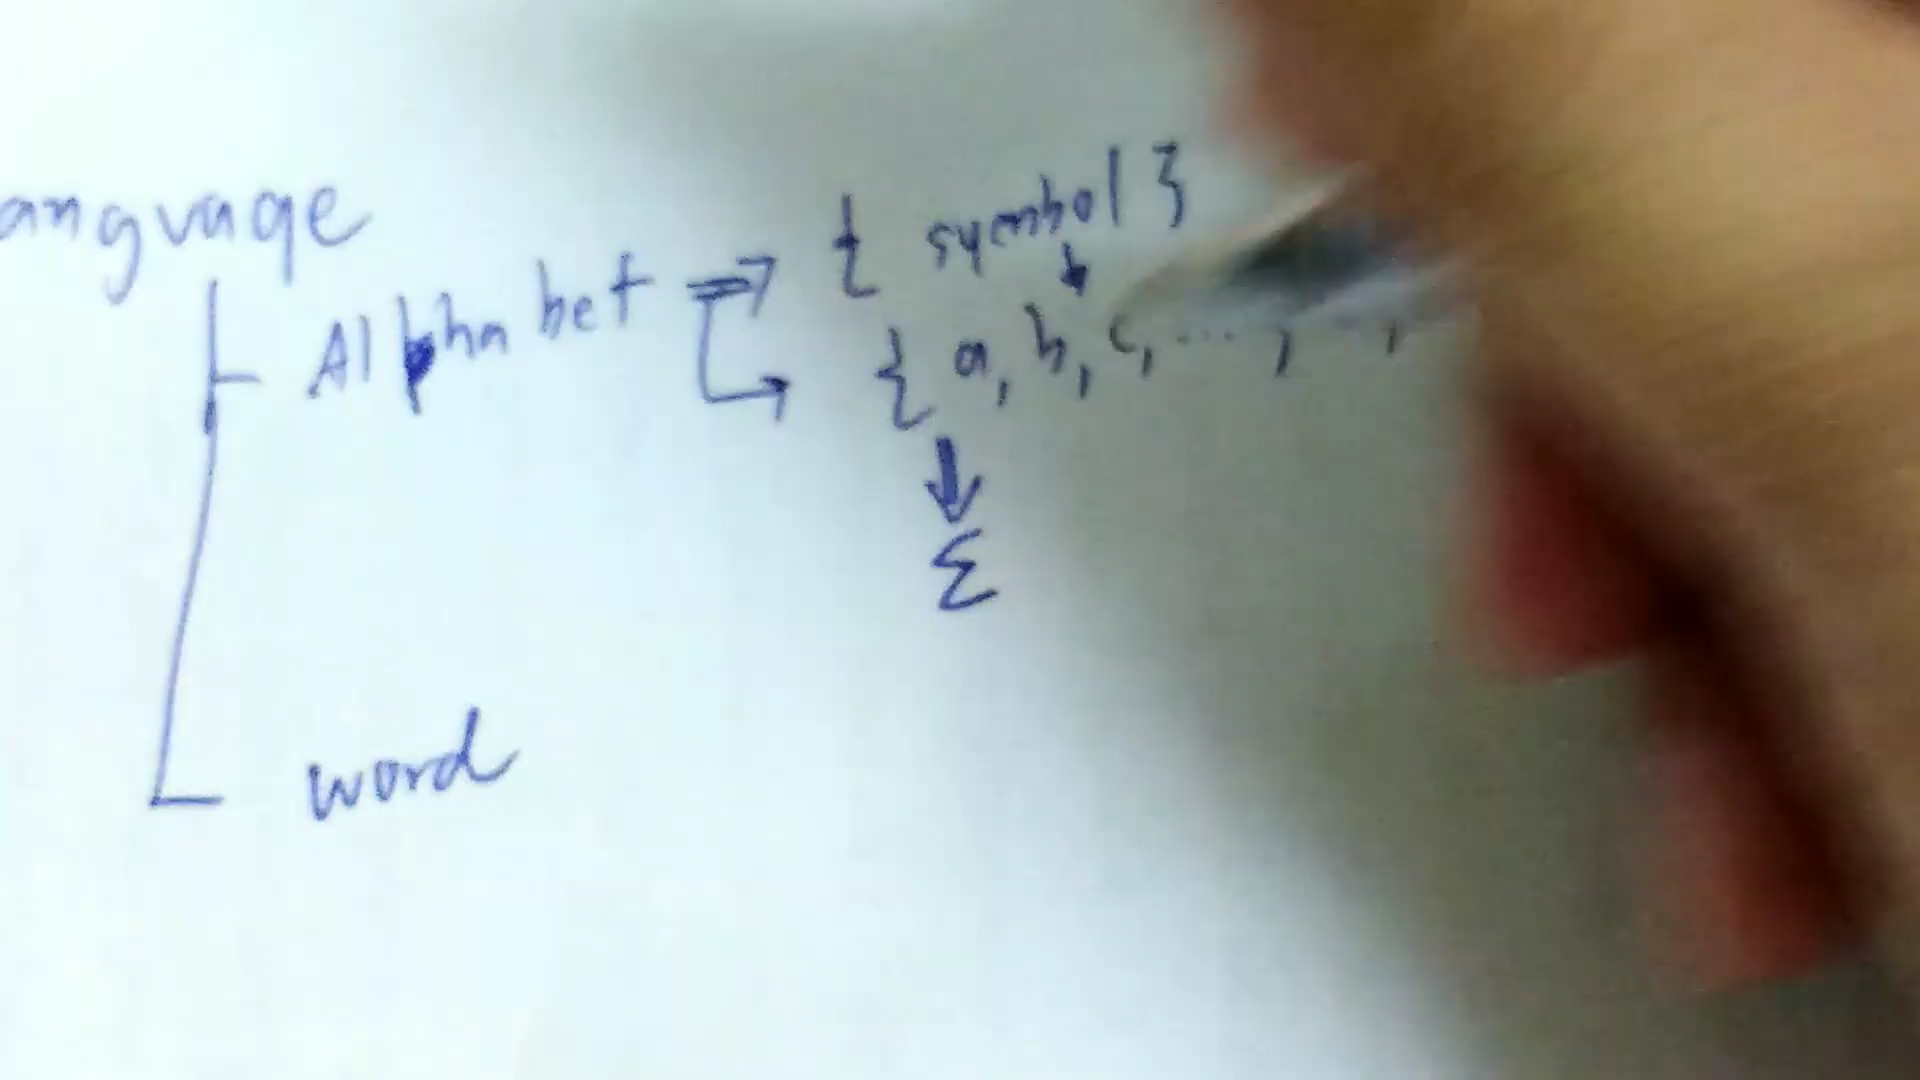 anguage
Alphabet ⇒ { symbol }
→ { a, b, c, ... , ,
↓
Σ
word